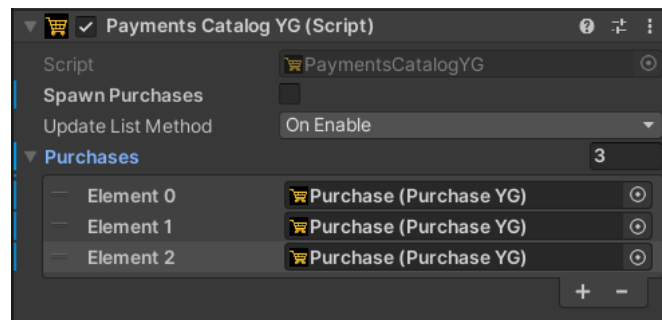 Payments Catalog YG (Script)
Script PaymentsCatalogYG
Spawn Purchases
Update List Method On Enable
Purchases 3
Element 0 Purchase (Purchase YG)
Element 1 Purchase (Purchase YG)
Element 2 Purchase (Purchase YG)
+ -